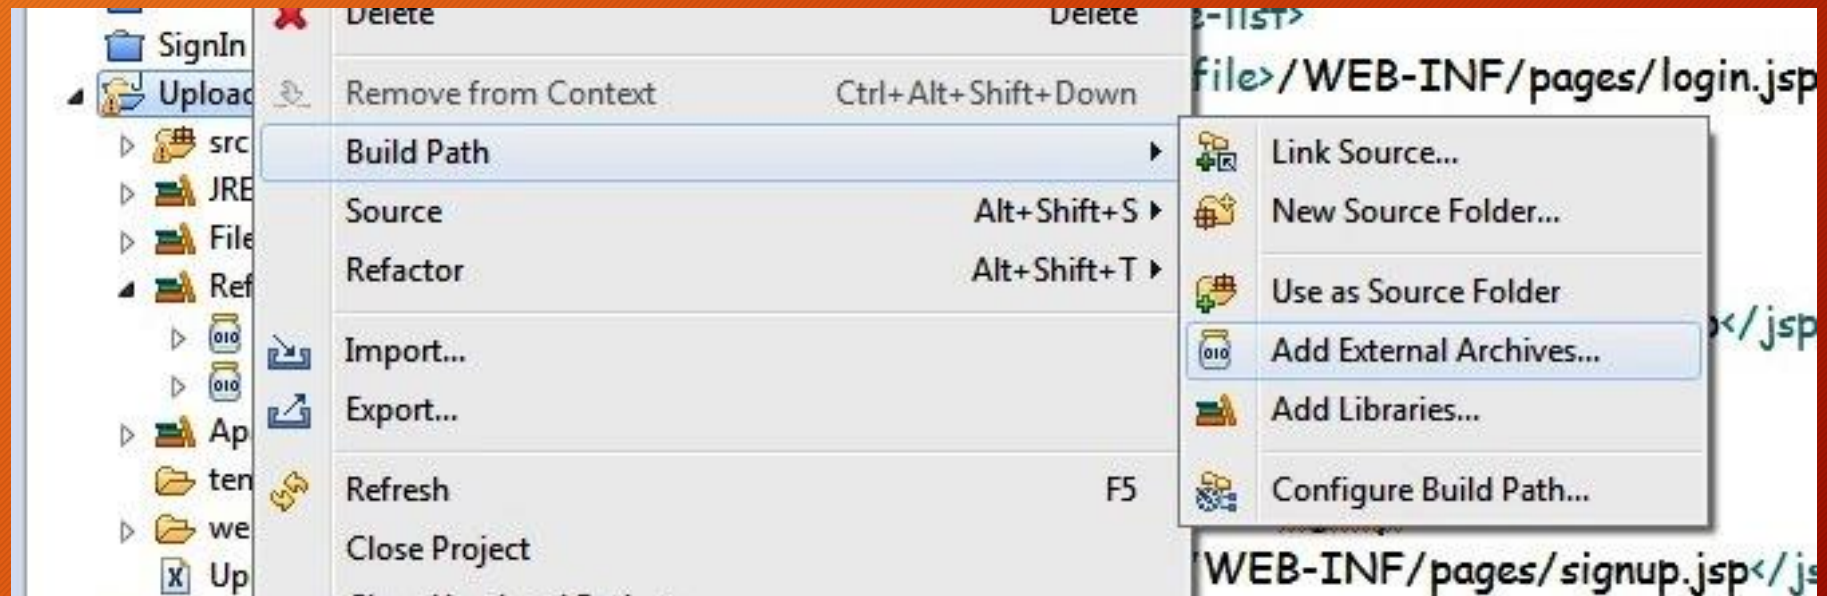 SignIn
Upload
src
JRE
File
Ref
Ap
we
Up
Delete Delete
Remove from Context Ctrl+Alt+Shift+Down
Build Path
Source Alt+Shift+S
Refactor Alt+Shift+T
Import...
Export...
Refresh F5
Close Project
Link Source...
New Source Folder...
Use as Source Folder
Add External Archives...
Add Libraries...
Configure Build Path...
e-list>
file>/WEB-INF/pages/login.jsp
</jsp
/WEB-INF/pages/signup.jsp</js